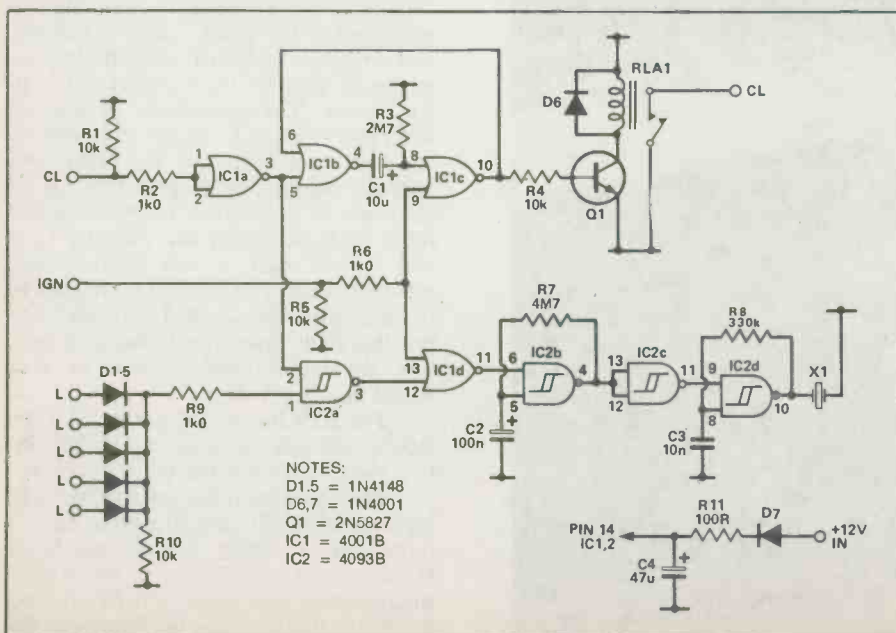 R1
10k
CL
R2
1k0
1
2
IC1a
3
6
5
IC1b
4
C1
10u
+
R3
2M7
8
9
IC1c
10
R4
10k
Q1
D6
RLA1
CL
IGN
R5
10k
R6
1k0
D1-5
L
L
L
L
L
R9
1k0
R10
10k
2
1
IC2a
3
13
12
IC1d
11
R7
4M7
6
5
IC2b
4
C2
100n
+
13
12
IC2c
11
R8
330k
9
8
IC2d
10
C3
10n
X1
NOTES:
D1.5 = 1N4148
D6,7 = 1N4001
Q1 = 2N5827
IC1 = 4001B
IC2 = 4093B
PIN 14
IC1,2
R11
100R
D7
+12V
IN
C4
47u
+